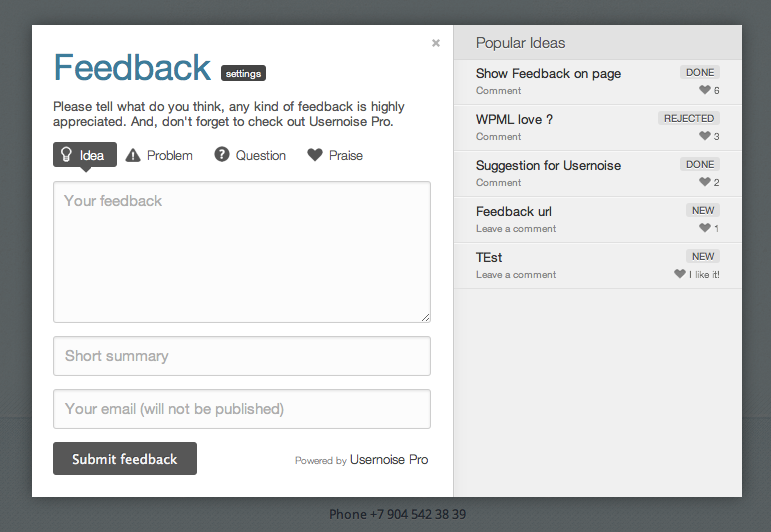 Feedback settings
Please tell what do you think, any kind of feedback is highly
appreciated. And, don't forget to check out Usernoise Pro.
Idea Problem Question Praise
Your feedback
Short summary
Your email (will not be published)
Submit feedback
Powered by Usernoise Pro
×
Popular Ideas
Show Feedback on page DONE
Comment 6
WPML love ? REJECTED
Comment 3
Suggestion for Usernoise DONE
Comment 2
Feedback url NEW
Leave a comment 1
TEst NEW
Leave a comment I like it!
Phone +7 904 542 38 39